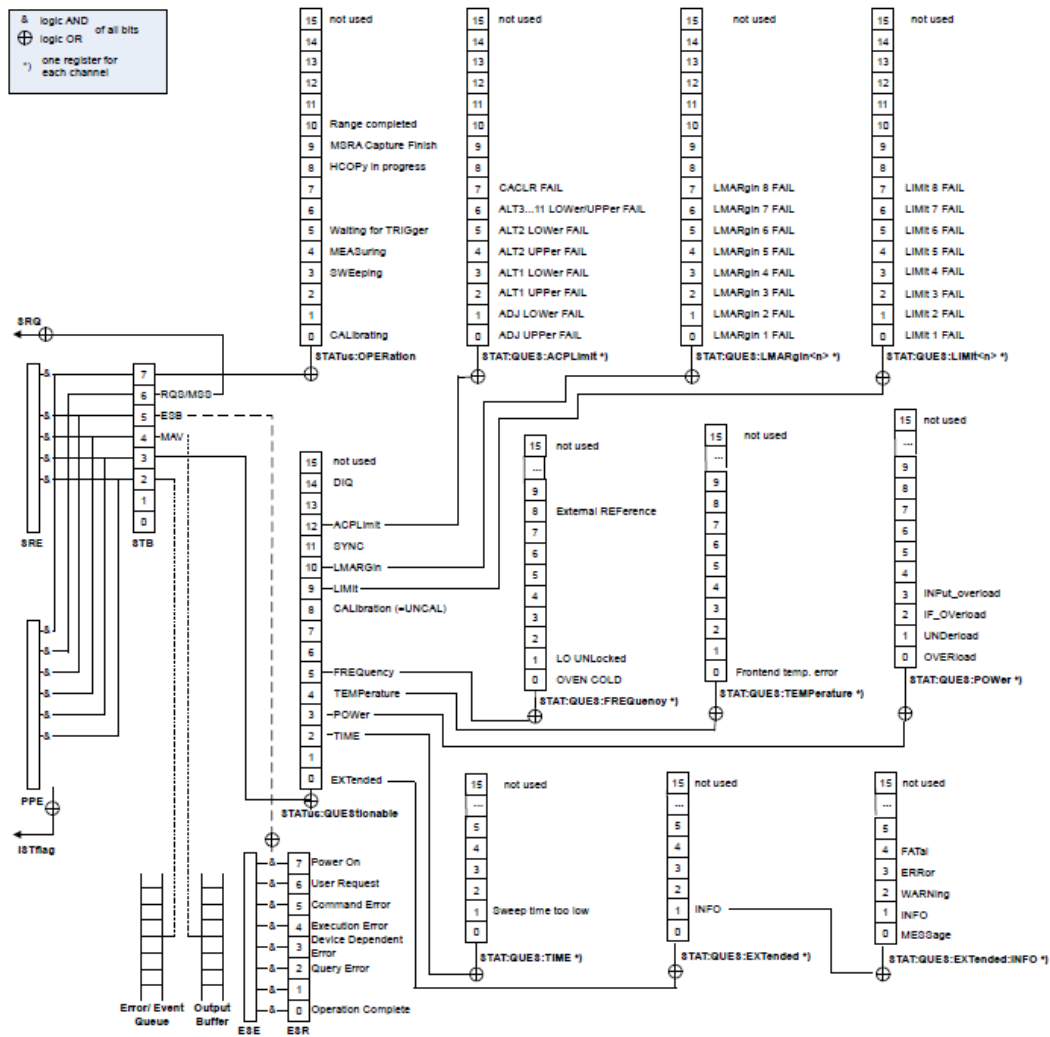 & logic AND of all bits
⊕ logic OR
*) one register for
each channel
15 not used
14
13
12
11
10 Range completed
9 MSRA Capture Finish
8 HCOPy in progress
7
6
5 Waiting for TRIGger
4 MEASuring
3 SWEeping
2
1
0 CALibrating
STATus:OPERation
15 not used
14
13
12
11
10
9
8
7 CACLR FAIL
6 ALT3...11 LOWer/UPPer FAIL
5 ALT2 LOWer FAIL
4 ALT2 UPPer FAIL
3 ALT1 LOWer FAIL
2 ALT1 UPPer FAIL
1 ADJ LOWer FAIL
0 ADJ UPPer FAIL
STAT:QUES:ACPLimit *)
15 not used
14
13
12
11
10
9
8
7 LMARgin 8 FAIL
6 LMARgin 7 FAIL
5 LMARgin 6 FAIL
4 LMARgin 5 FAIL
3 LMARgin 4 FAIL
2 LMARgin 3 FAIL
1 LMARgin 2 FAIL
0 LMARgin 1 FAIL
STAT:QUES:LMARgin<n> *)
15 not used
14
13
12
11
10
9
8
7 LIMit 8 FAIL
6 LIMit 7 FAIL
5 LIMit 6 FAIL
4 LIMit 5 FAIL
3 LIMit 4 FAIL
2 LIMit 3 FAIL
1 LIMit 2 FAIL
0 LIMit 1 FAIL
STAT:QUES:LIMit<n> *)
SRQ
&
&
&
&
&
SRE
7
6 RQS/MSS
5 ESB
4 MAV
3
2
1
0
STB
&
&
&
&
&
&
PPE
ISTflag
15 not used
14 DIQ
13
12 ACPLimit
11 SYNC
10 LMARGin
9 LIMit
8 CALibration (=UNCAL)
7
6
5 FREQuency
4 TEMPerature
3 POWer
2 TIME
1
0 EXTended
STATus:QUEStionable
15 not used
...
9
8 External REFerence
7
6
5
4
3
2
1 LO UNLocked
0 OVEN COLD
STAT:QUES:FREQuency *)
15 not used
...
9
8
7
6
5
4
3
2
1
0 Frontend temp. error
STAT:QUES:TEMPerature *)
15 not used
...
9
8
7
6
5
4
3 INPut_overload
2 IF_OVerload
1 UNDerload
0 OVERload
STAT:QUES:POWer *)
15 not used
...
5
4
3
2
1 Sweep time too low
0
STAT:QUES:TIME *)
15 not used
...
5
4
3
2
1 INFO
0
STAT:QUES:EXTended *)
15 not used
...
5
4 FATal
3 ERRor
2 WARNing
1 INFO
0 MESSage
STAT:QUES:EXTended:INFO *)
Error/ Event
Queue
Output
Buffer
& 7 Power On
& 6 User Request
& 5 Command Error
& 4 Execution Error
& 3 Device Dependent
Error
& 2 Query Error
& 1
& 0 Operation Complete
ESE ESR